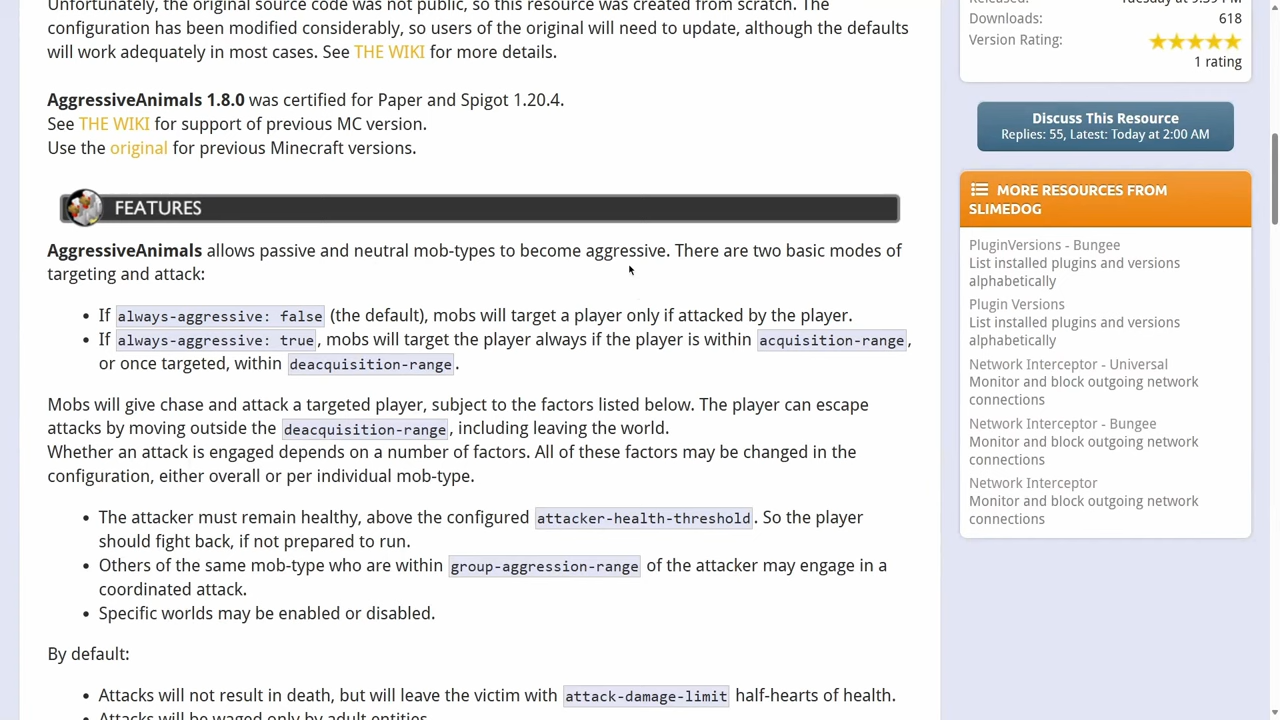 Unfortunately, the original source code was not public, so this resource was created from scratch. The
configuration has been modified considerably, so users of the original will need to update, although the defaults
will work adequately in most cases. See THE WIKI for more details.
AggressiveAnimals 1.8.0 was certified for Paper and Spigot 1.20.4.
See THE WIKI for support of previous MC version.
Use the original for previous Minecraft versions.
FEATURES
AggressiveAnimals allows passive and neutral mob-types to become aggressive. There are two basic modes of
targeting and attack:
• If always-aggressive: false (the default), mobs will target a player only if attacked by the player.
• If always-aggressive: true, mobs will target the player always if the player is within acquisition-range,
or once targeted, within deacquisition-range.
Mobs will give chase and attack a targeted player, subject to the factors listed below. The player can escape
attacks by moving outside the deacquisition-range, including leaving the world.
Whether an attack is engaged depends on a number of factors. All of these factors may be changed in the
configuration, either overall or per individual mob-type.
• The attacker must remain healthy, above the configured attacker-health-threshold. So the player
should fight back, if not prepared to run.
• Others of the same mob-type who are within group-aggression-range of the attacker may engage in a
coordinated attack.
• Specific worlds may be enabled or disabled.
By default:
• Attacks will not result in death, but will leave the victim with attack-damage-limit half-hearts of health.
• Attacks will be waged only by adult entities.
Released: Tuesday at 9:59 PM
Downloads: 618
Version Rating:
1 rating
Discuss This Resource
Replies: 55, Latest: Today at 2:00 AM
MORE RESOURCES FROM
SLIMEDOG
PluginVersions - Bungee
List installed plugins and versions
alphabetically
Plugin Versions
List installed plugins and versions
alphabetically
Network Interceptor - Universal
Monitor and block outgoing network
connections
Network Interceptor - Bungee
Monitor and block outgoing network
connections
Network Interceptor
Monitor and block outgoing network
connections